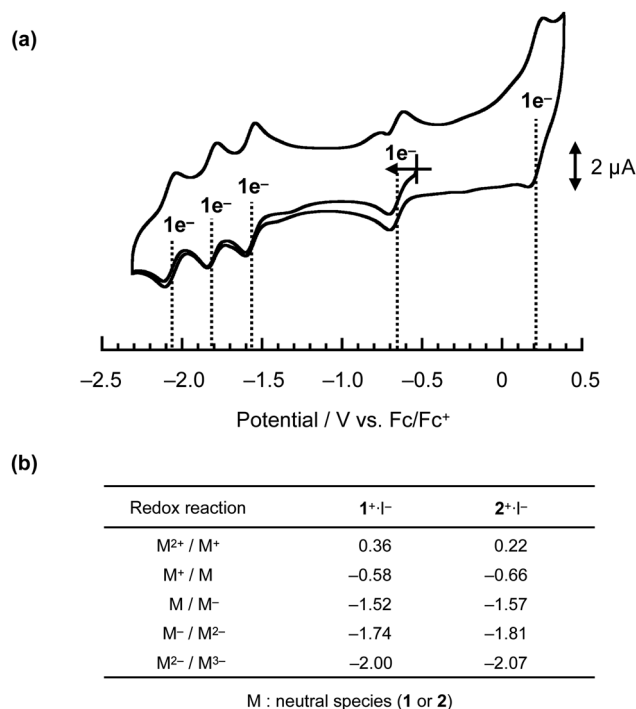 (a)
1e–
1e–
2 μA
1e–
1e–
1e–
–2.5 –2.0 –1.5 –1.0 –0.5 0 0.5
Potential / V vs. Fc/Fc⁺
(b)
Redox reaction 1⁺·I⁻ 2⁺·I⁻
M²⁺ / M⁺ 0.36 0.22
M⁺ / M –0.58 –0.66
M / M⁻ –1.52 –1.57
M⁻ / M²⁻ –1.74 –1.81
M²⁻ / M³⁻ –2.00 –2.07
M : neutral species (1 or 2)